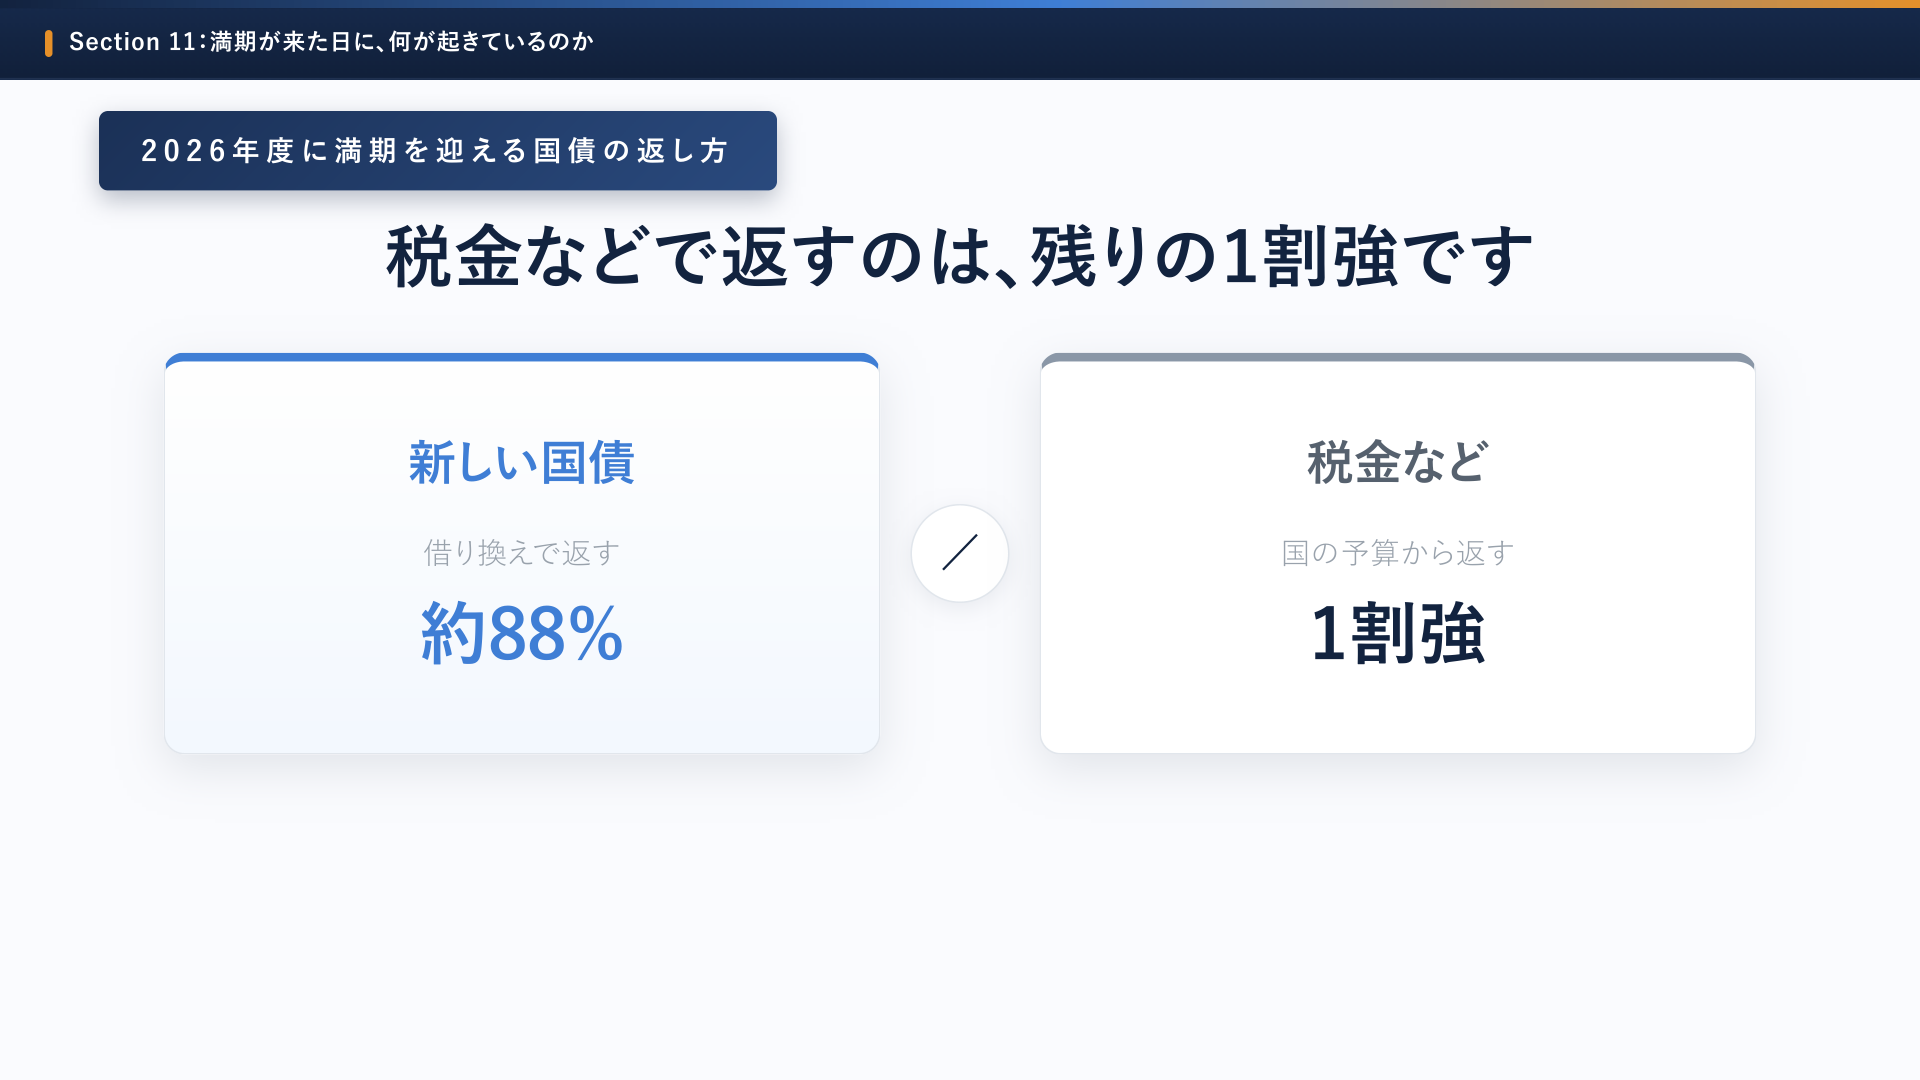 Section 11：満期が来た日に、何が起きているのか
2026年度に満期を迎える国債の返し方
税金などで返すのは、残りの1割強です
新しい国債
借り換えで返す
約88%
／
税金など
国の予算から返す
1割強